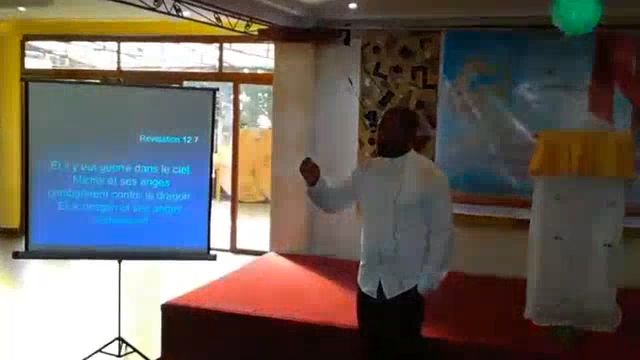 Revelation 12:7
Et il y eut guerre dans le ciel.
Michel et ses anges
combattirent contre le dragon.
Et le dragon et ses anges
combattirent